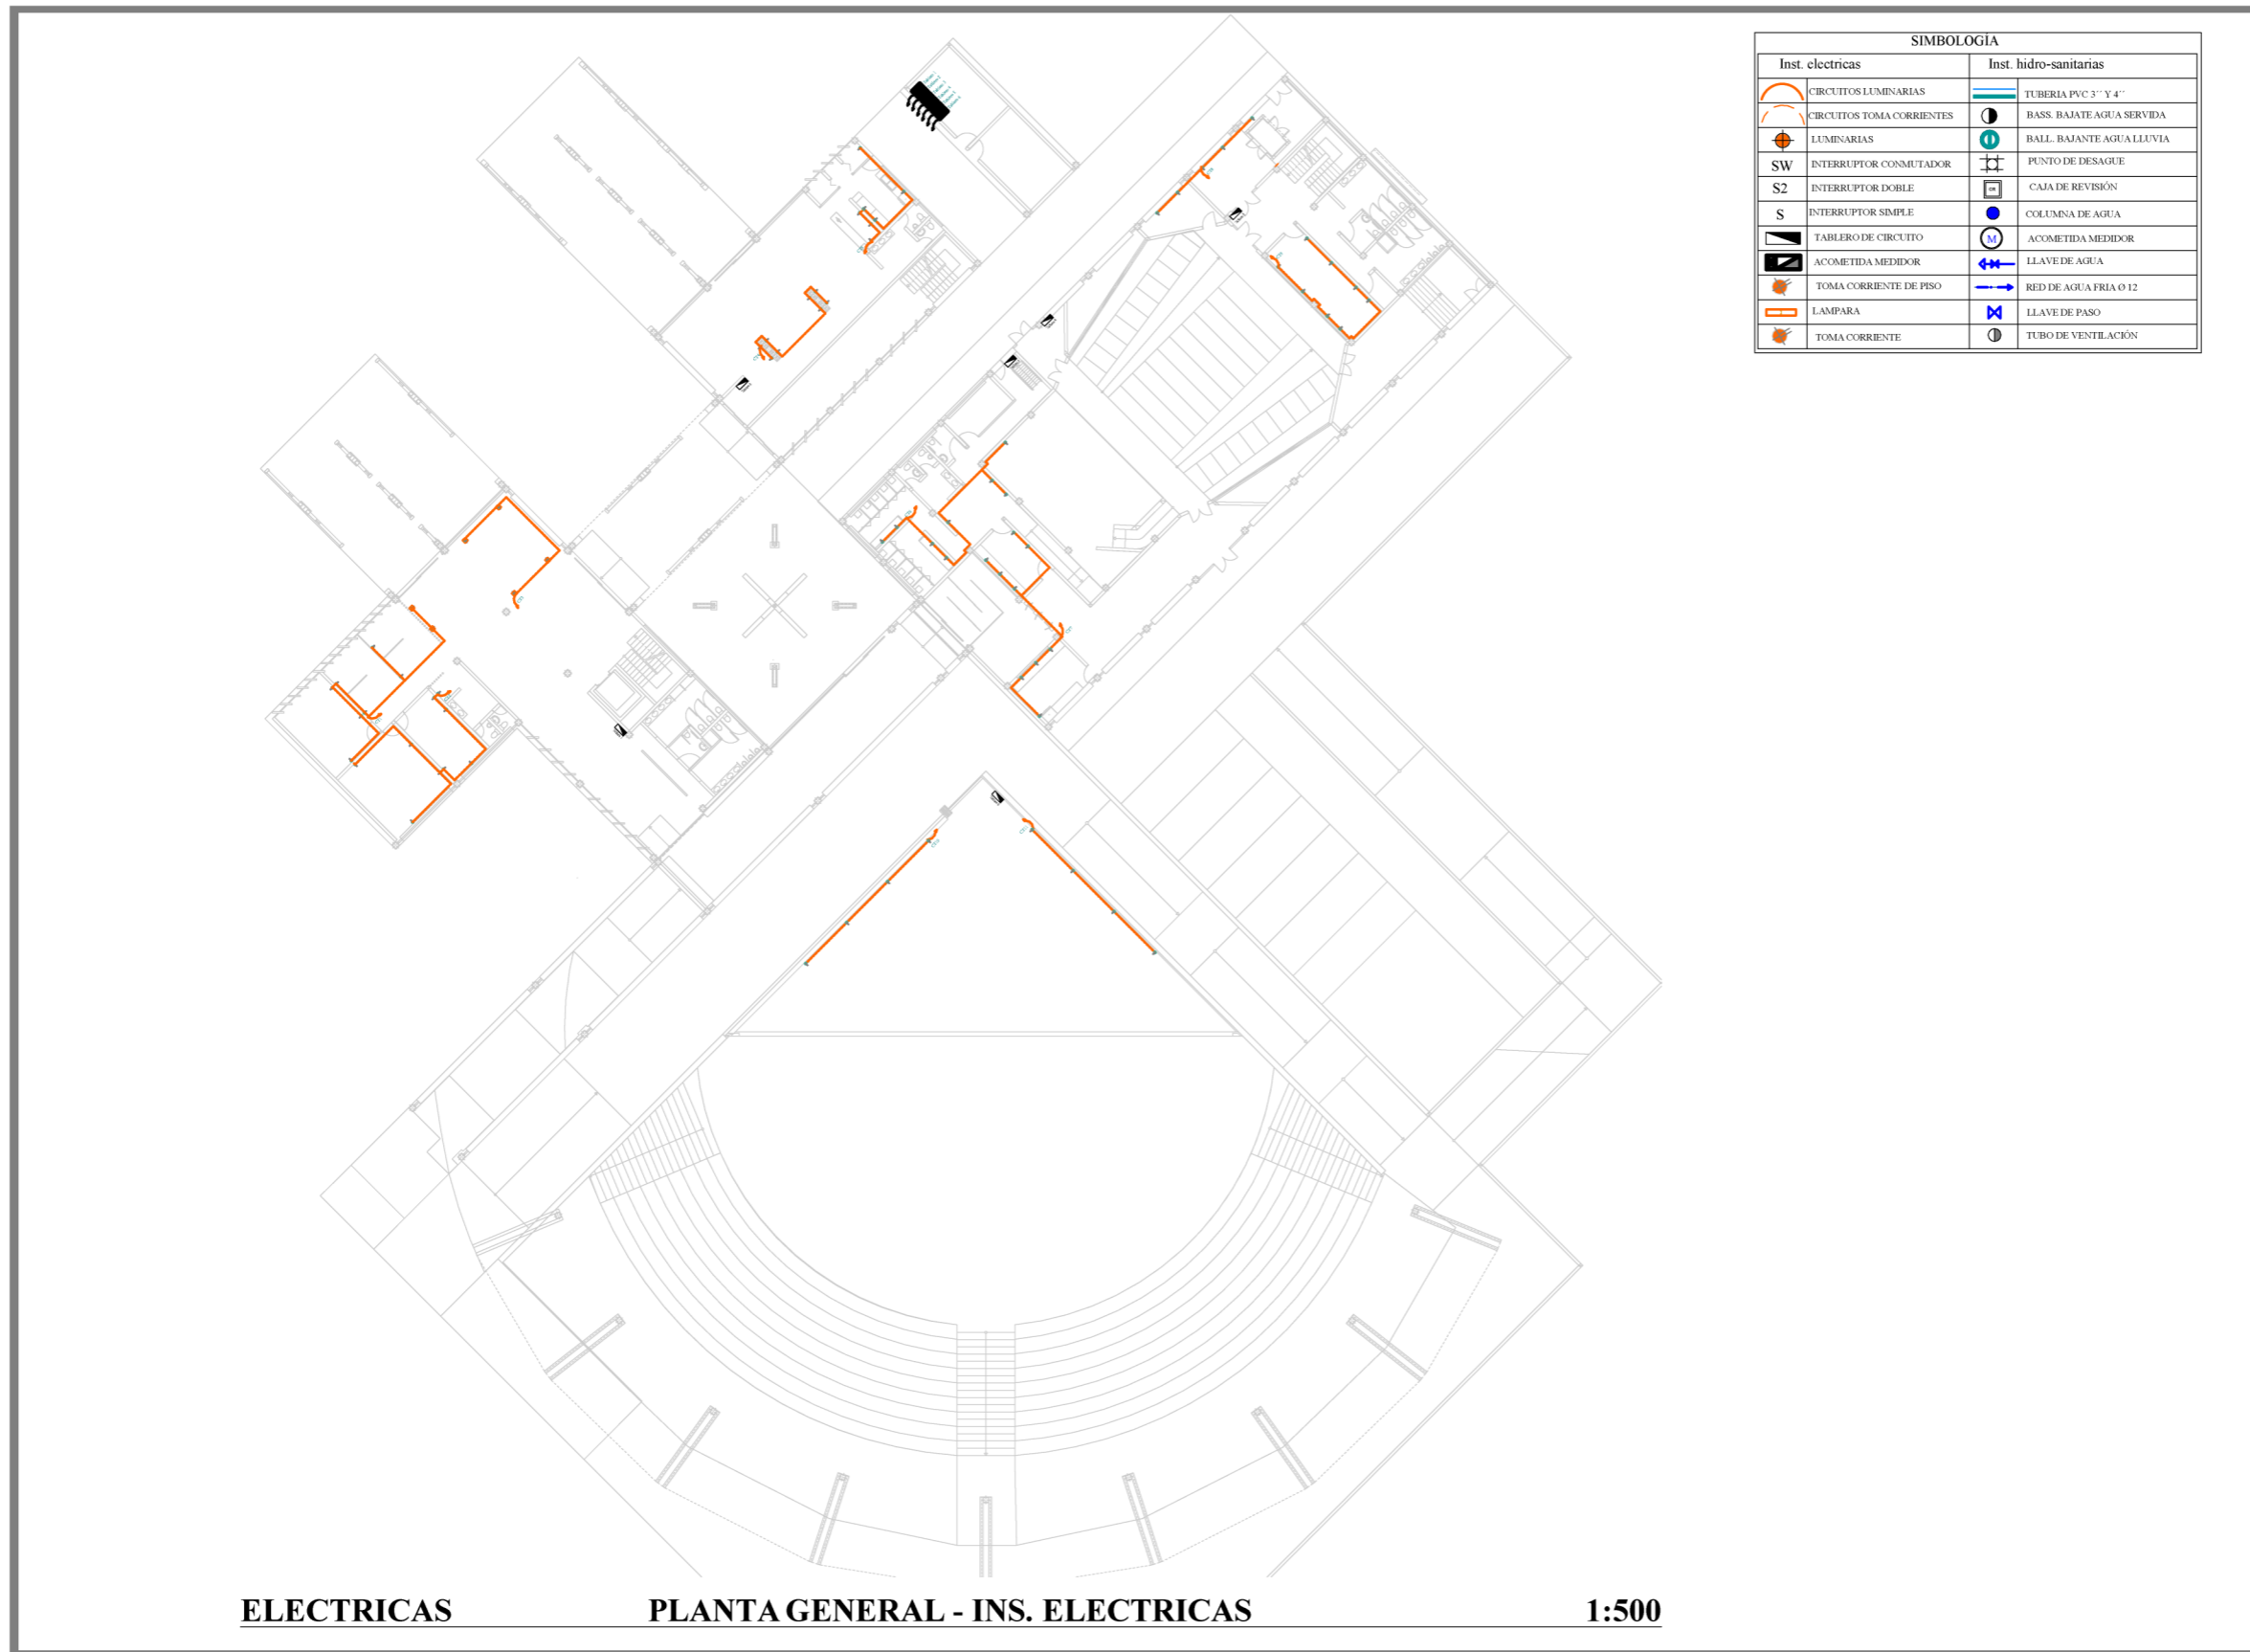 SIMBOLOGÍA
Inst. electricas
Inst. hidro-sanitarias
CIRCUITOS LUMINARIAS
TUBERIA PVC 3´´ Y 4´´
CIRCUITOS TOMA CORRIENTES
BASS. BAJATE AGUA SERVIDA
LUMINARIAS
BALL. BAJANTE AGUA LLUVIA
SW INTERRUPTOR CONMUTADOR
PUNTO DE DESAGUE
S2 INTERRUPTOR DOBLE
CR CAJA DE REVISIÓN
S INTERRUPTOR SIMPLE
COLUMNA DE AGUA
TABLERO DE CIRCUITO
M ACOMETIDA MEDIDOR
ACOMETIDA MEDIDOR
LLAVE DE AGUA
TOMA CORRIENTE DE PISO
RED DE AGUA FRIA Ø 12
LAMPARA
LLAVE DE PASO
TOMA CORRIENTE
TUBO DE VENTILACIÓN
ELECTRICAS PLANTA GENERAL - INS. ELECTRICAS 1:500